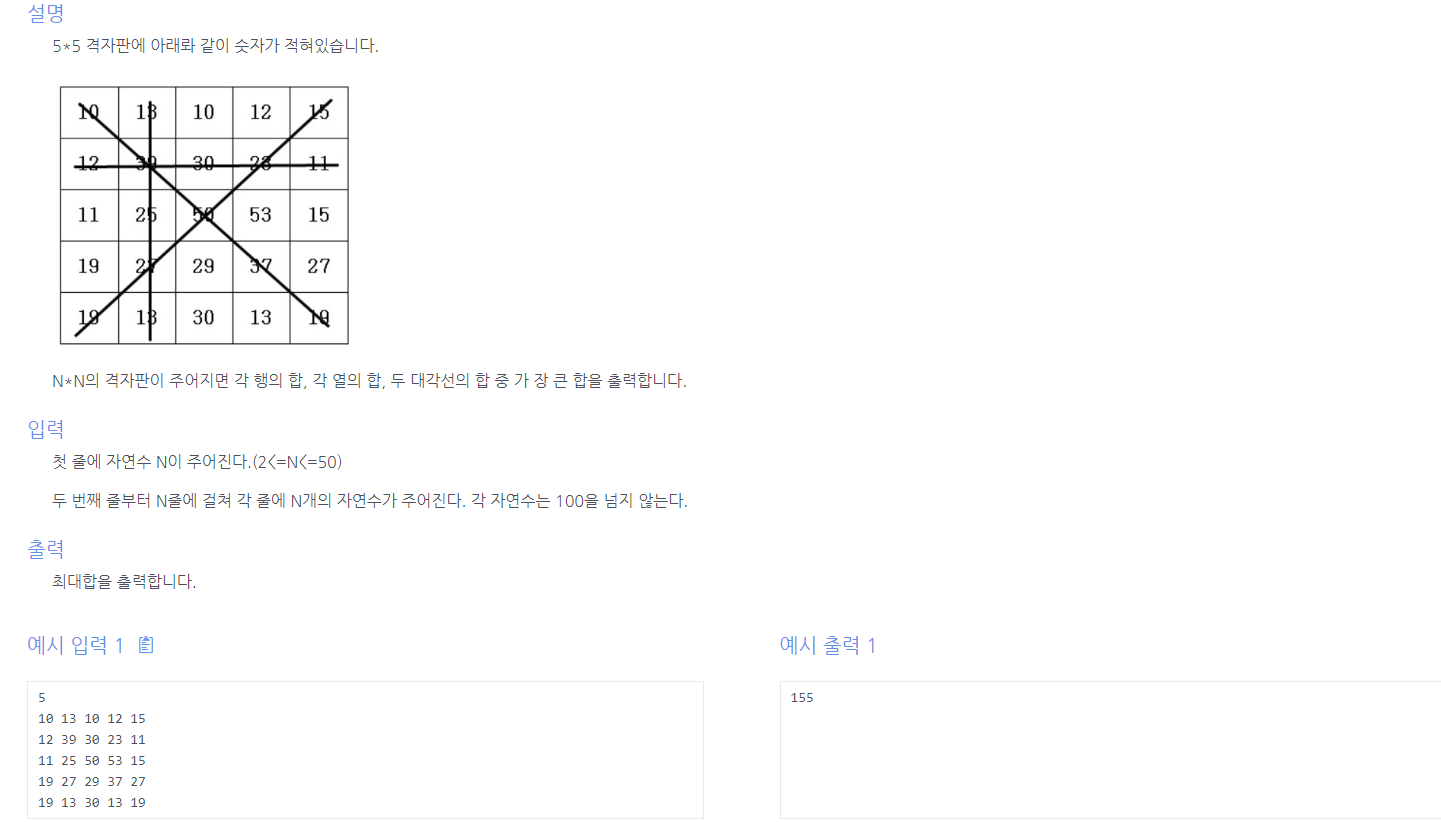 설명
5*5 격자판에 아래롸 같이 숫자가 적혀있습니다.
10 13 10 12 15
12 39 30 23 11
11 25 50 53 15
19 27 29 37 27
19 13 30 13 19
N*N의 격자판이 주어지면 각 행의 합, 각 열의 합, 두 대각선의 합 중 가 장 큰 합을 출력합니다.
입력
첫 줄에 자연수 N이 주어진다.(2<=N<=50)
두 번째 줄부터 N줄에 걸쳐 각 줄에 N개의 자연수가 주어진다. 각 자연수는 100을 넘지 않는다.
출력
최대합을 출력합니다.
예시 입력 1
5
10 13 10 12 15
12 39 30 23 11
11 25 50 53 15
19 27 29 37 27
19 13 30 13 19
예시 출력 1
155